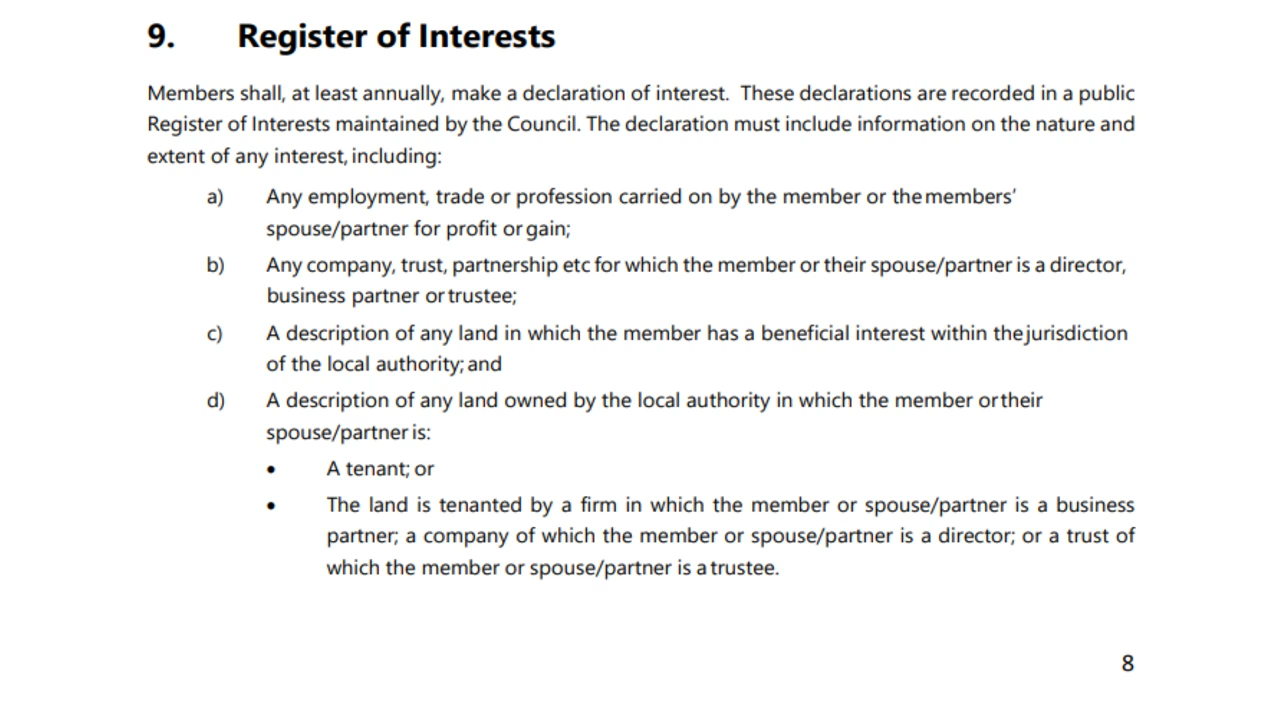 9. Register of Interests
Members shall, at least annually, make a declaration of interest. These declarations are recorded in a public
Register of Interests maintained by the Council. The declaration must include information on the nature and
extent of any interest, including:
a) Any employment, trade or profession carried on by the member or the members’
spouse/partner for profit or gain;
b) Any company, trust, partnership etc for which the member or their spouse/partner is a director,
business partner or trustee;
c) A description of any land in which the member has a beneficial interest within the jurisdiction
of the local authority; and
d) A description of any land owned by the local authority in which the member or their
spouse/partner is:
• A tenant; or
• The land is tenanted by a firm in which the member or spouse/partner is a business
partner; a company of which the member or spouse/partner is a director; or a trust of
which the member or spouse/partner is a trustee.
8